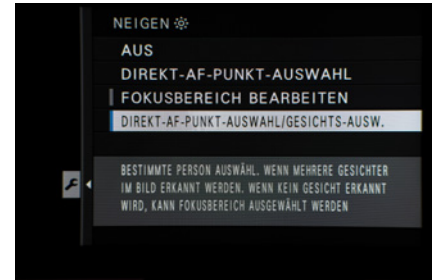 NEIGEN
AUS
DIREKT-AF-PUNKT-AUSWAHL
FOKUSBEREICH BEARBEITEN
DIREKT-AF-PUNKT-AUSWAHL/GESICHTS-AUSW.
BESTIMMTE PERSON AUSWÄHL. WENN MEHRERE GESICHTER
IM BILD ERKANNT WERDEN. WENN KEIN GESICHT ERKANNT
WIRD, KANN FOKUSBEREICH AUSGEWÄHLT WERDEN